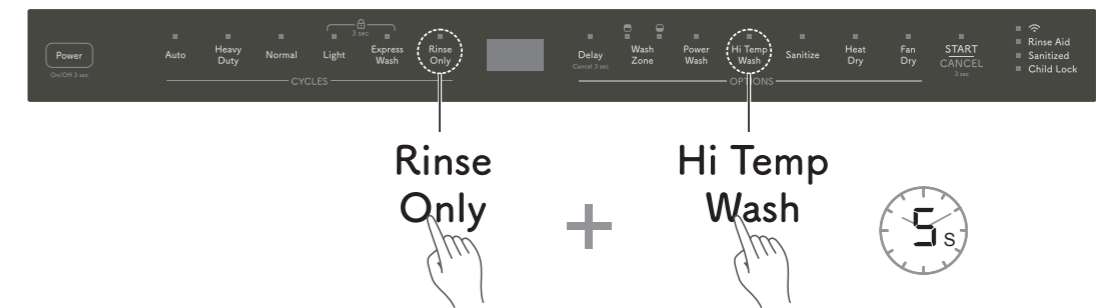 Power
On/Off 3 sec
Auto
Heavy
Duty
Normal
3 sec
Light
Express
Wash
Rinse
Only
CYCLES
Delay
Cancel 3 sec
Wash
Zone
Power
Wash
Hi Temp
Wash
Sanitize
Heat
Dry
Fan
Dry
OPTIONS
START
CANCEL
3 sec
Rinse Aid
Sanitized
Child Lock
Rinse
Only
+
Hi Temp
Wash
5 s